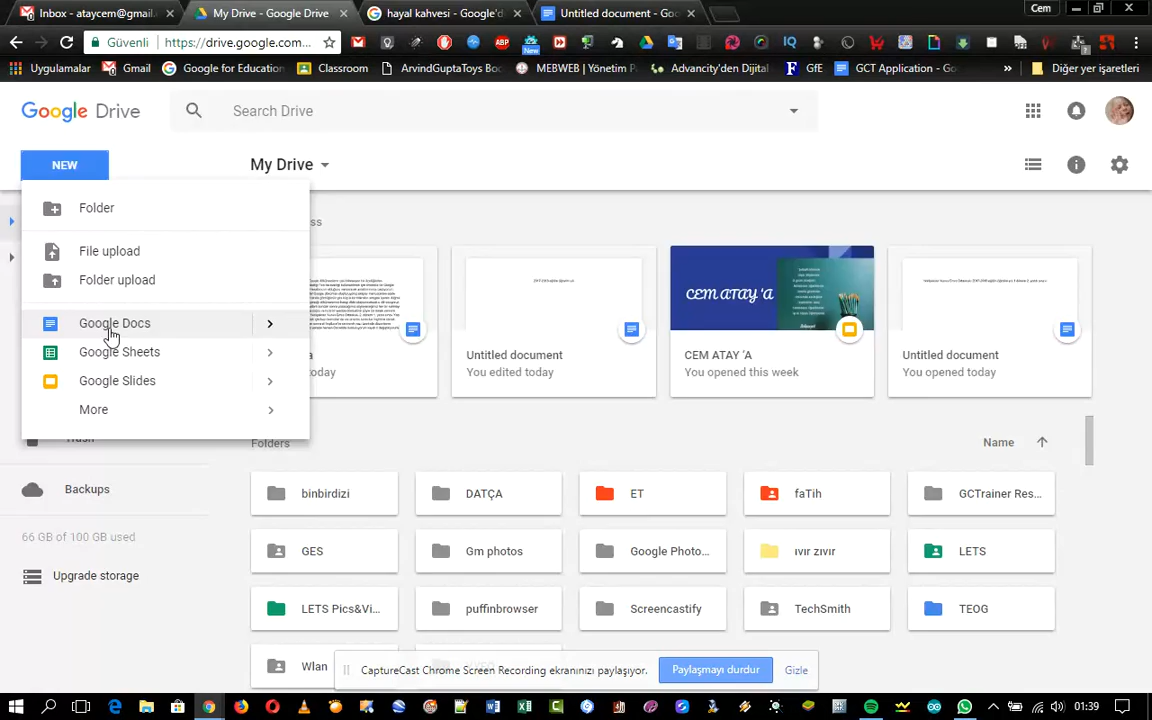 Inbox - ataycem@gmail. My Drive - Google Drive hayal kahvesi - Google'd Untitled document - Goo Cem
Güvenli https://drive.google.com... ABP New IQ
Uygulamalar Gmail Google for Education Classroom ArvindGuptaToys Boo MEBWEB | Yönetim P Advancity'den Dijital GfE GCT Application - Go » Diğer yer işaretleri
Google Drive Search Drive
NEW My Drive
Folder
File upload
Folder upload
Google Docs
Google Sheets
Google Slides
More
CEM ATAY 'A
Untitled document CEM ATAY 'A Untitled document
You edited today You opened this week You opened today
Folders Name
binbirdizi DATÇA ET faTih GCTrainer Res...
Backups
66 GB of 100 GB used
GES Gm photos Google Photo... ıvır zıvır LETS
Upgrade storage
LETS Pics&Vi... puffinbrowser Screencastify TechSmith TEOG
Wlan
CaptureCast Chrome Screen Recording ekranınızı paylaşıyor. Paylaşmayı durdur Gizle
01:39